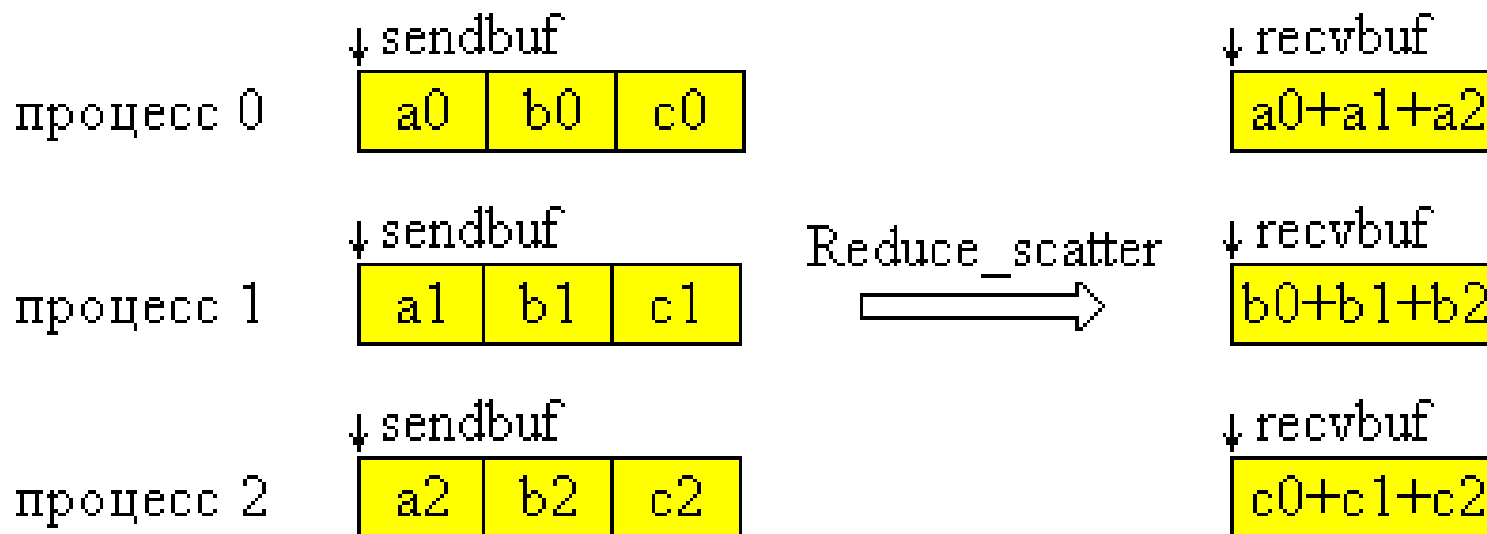 sendbuf recvbuf
процесс 0 a0 b0 c0 a0+a1+a2
sendbuf recvbuf
Reduce_scatter
процесс 1 a1 b1 c1 b0+b1+b2
sendbuf recvbuf
процесс 2 a2 b2 c2 c0+c1+c2